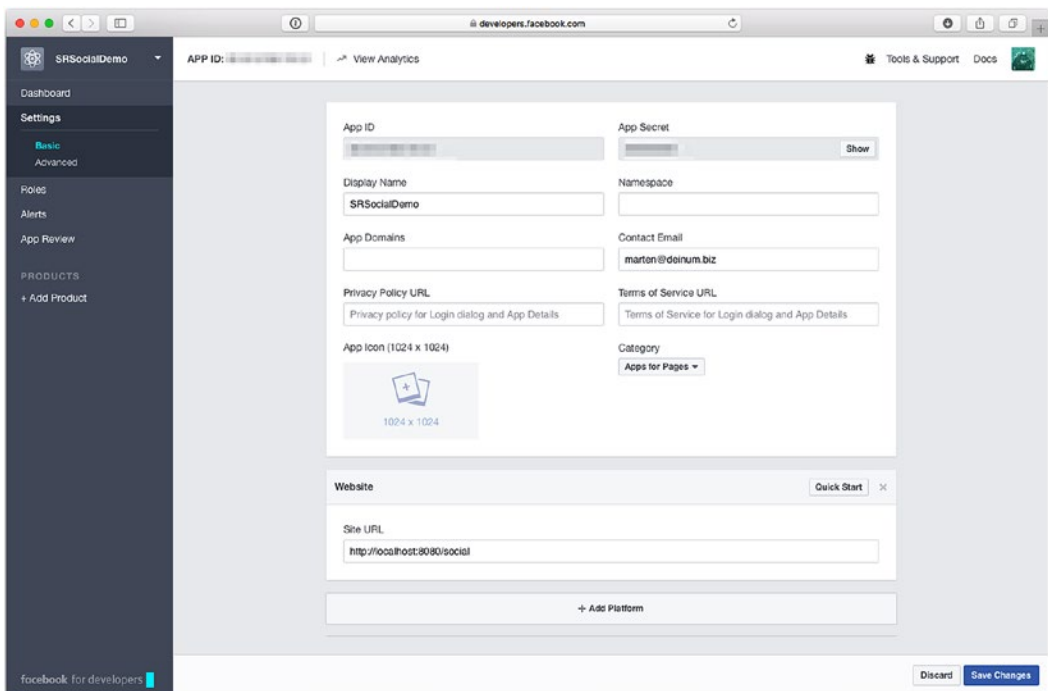 developers.facebook.com
SRSocialDemo
APP ID:
View Analytics
Tools & Support
Docs
Dashboard
Settings
Basic
Advanced
Roles
Alerts
App Review
PRODUCTS
+ Add Product
App ID
App Secret
Show
Display Name
Namespace
SRSocialDemo
App Domains
Contact Email
marten@deinum.biz
Privacy Policy URL
Terms of Service URL
Privacy policy for Login dialog and App Details
Terms of Service for Login dialog and App Details
App Icon (1024 x 1024)
Category
Apps for Pages
1024 x 1024
Website
Quick Start
Site URL
http://localhost:8080/social
+ Add Platform
facebook for developers
Discard
Save Changes